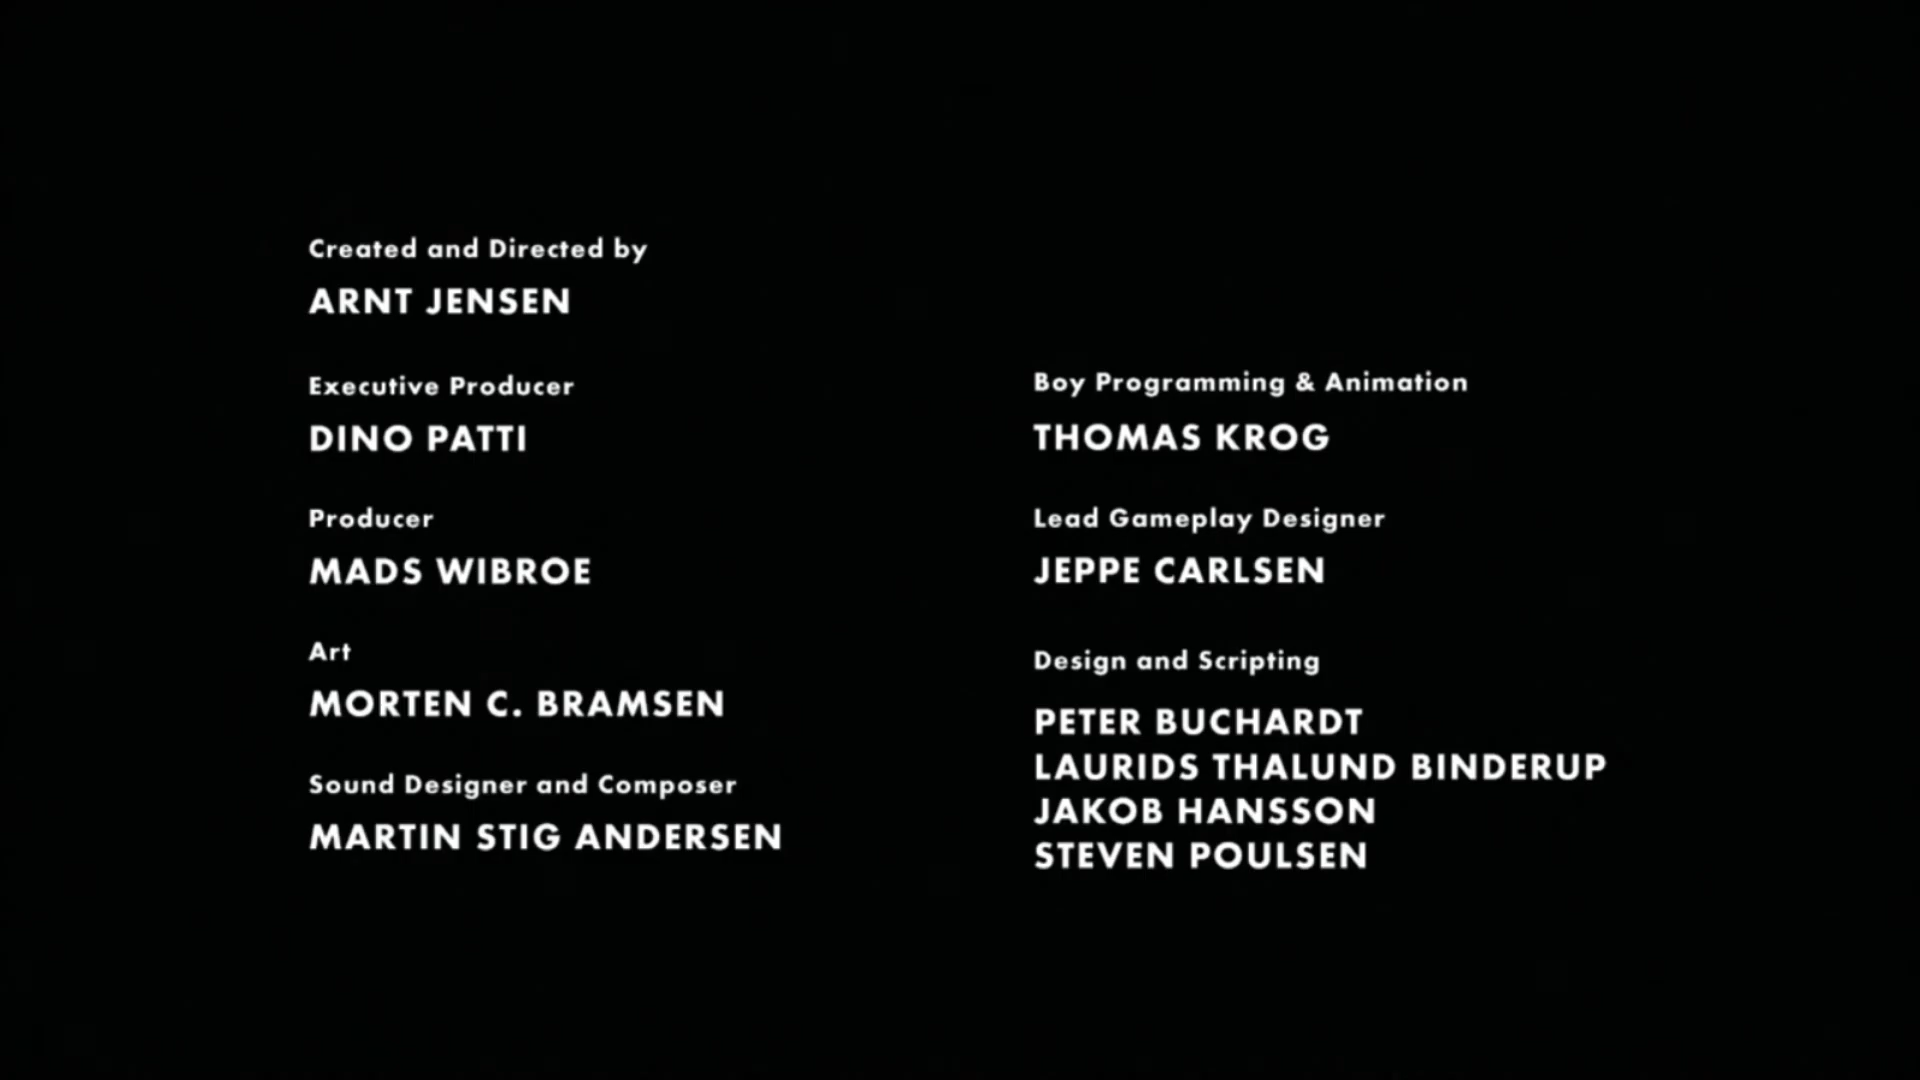 Created and Directed by
ARNT JENSEN
Executive Producer
DINO PATTI
Producer
MADS WIBROE
Art
MORTEN C. BRAMSEN
Sound Designer and Composer
MARTIN STIG ANDERSEN
Boy Programming & Animation
THOMAS KROG
Lead Gameplay Designer
JEPPE CARLSEN
Design and Scripting
PETER BUCHARDT
LAURIDS THALUND BINDERUP
JAKOB HANSSON
STEVEN POULSEN